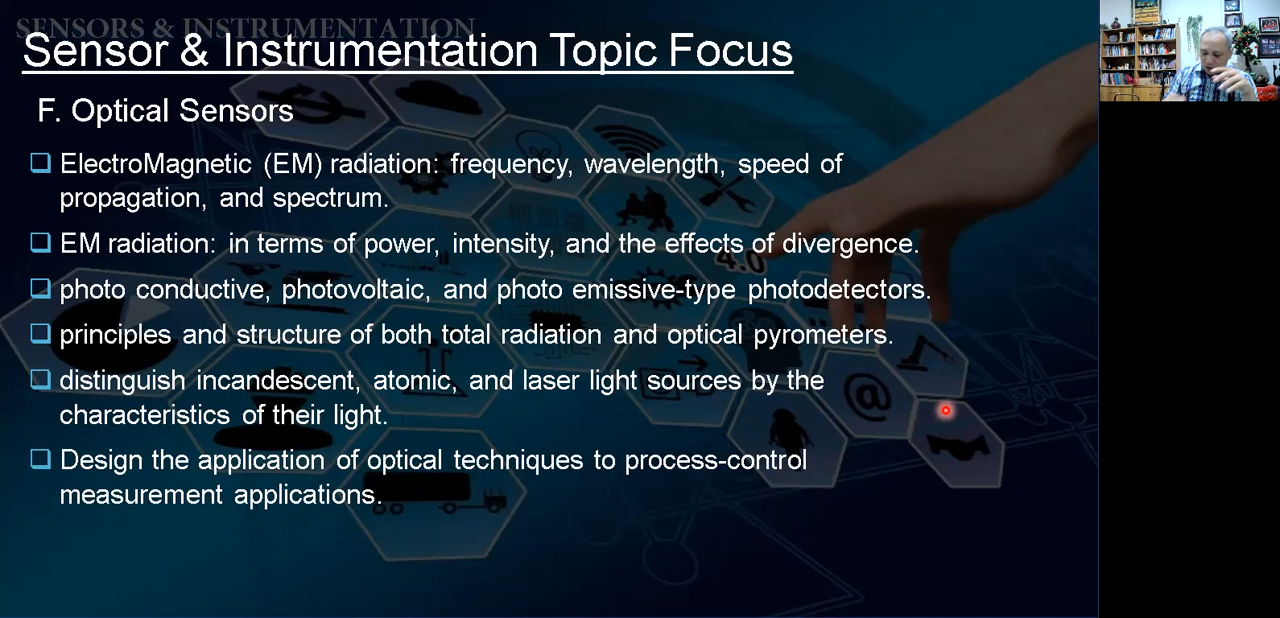 SENSORS & INSTRUMENTATION
Sensor & Instrumentation Topic Focus
F. Optical Sensors
ElectroMagnetic (EM) radiation: frequency, wavelength, speed of
propagation, and spectrum.
EM radiation: in terms of power, intensity, and the effects of divergence.
4.0
photo conductive, photovoltaic, and photo emissive-type photodetectors.
principles and structure of both total radiation and optical pyrometers.
distinguish incandescent, atomic, and laser light sources by the
characteristics of their light.
@
Design the application of optical techniques to process-control
measurement applications.